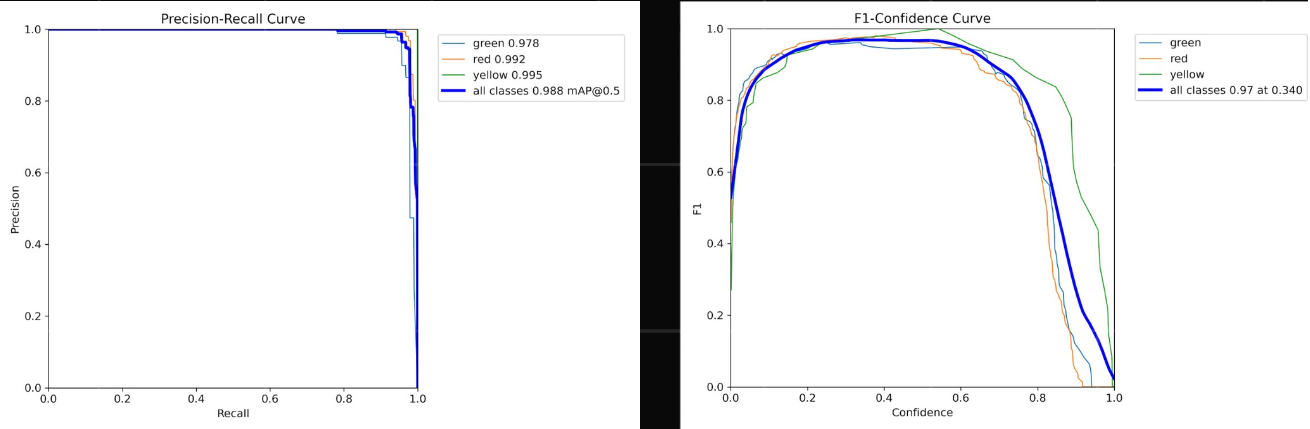 Precision-Recall Curve
1.0
0.8
0.6
0.4
0.2
0.0
Precision
0.0 0.2 0.4 0.6 0.8 1.0
Recall
green 0.978
red 0.992
yellow 0.995
all classes 0.988 mAP@0.5
F1-Confidence Curve
1.0
0.8
0.6
0.4
0.2
0.0
F1
0.0 0.2 0.4 0.6 0.8 1.0
Confidence
green
red
yellow
all classes 0.97 at 0.340